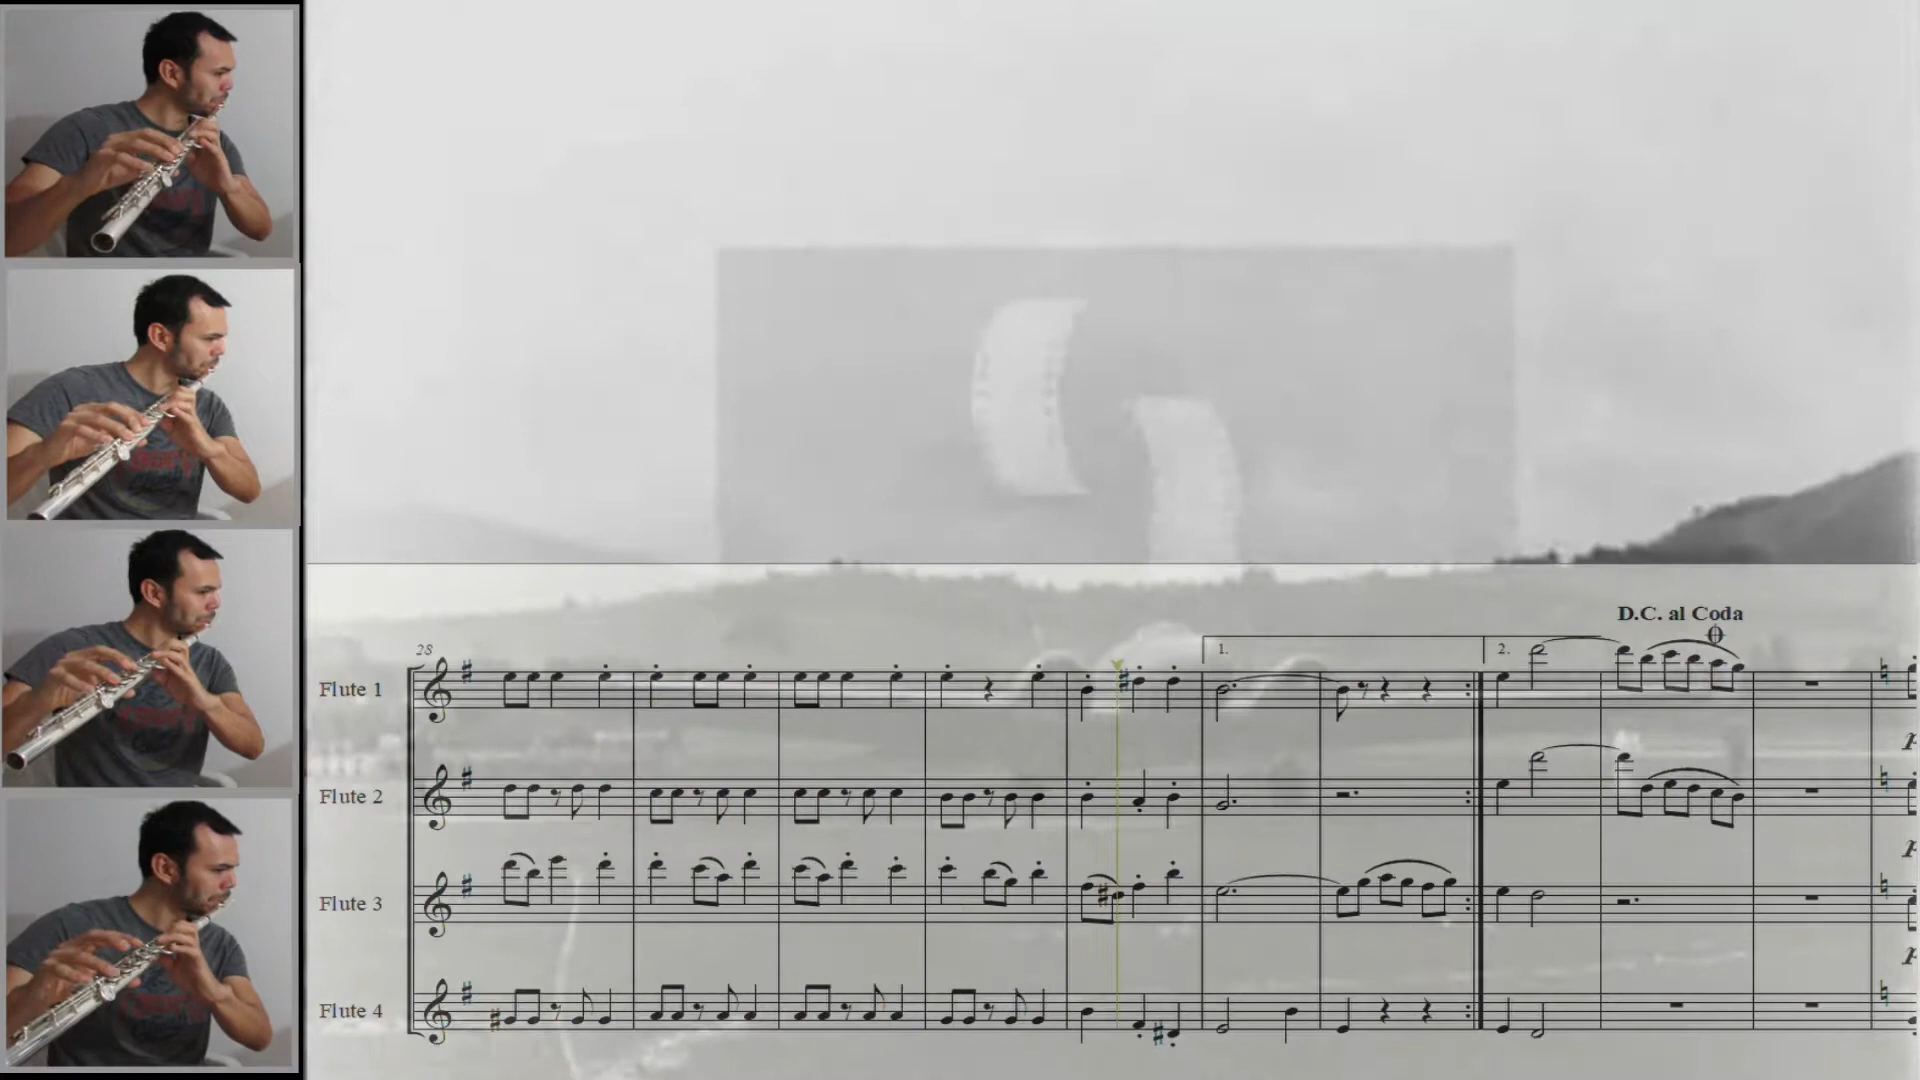 D.C. al Coda
28
1.
2.
Flute 1
Flute 2
Flute 3
Flute 4